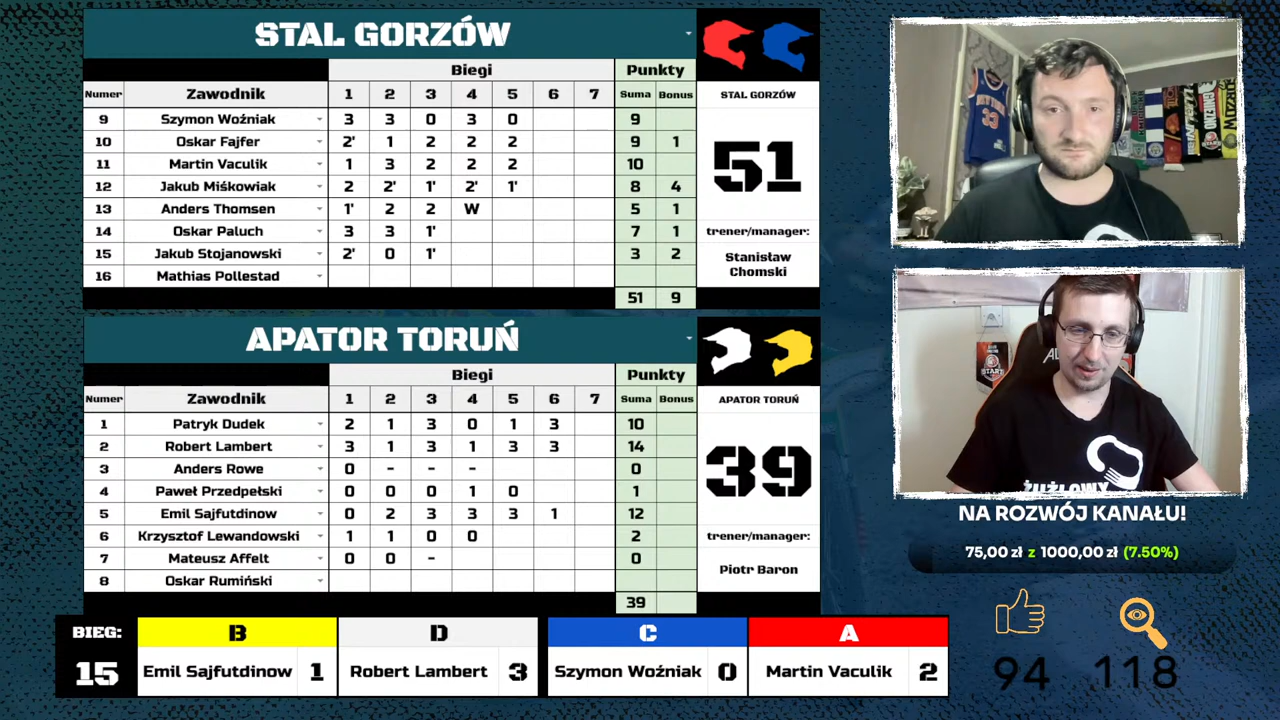 STAL GORZÓW
Biegi Punkty
Numer Zawodnik 1 2 3 4 5 6 7 Suma Bonus
9 Szymon Woźniak 3 3 0 3 0 9
10 Oskar Fajfer 2' 1 2 2 2 9 1
11 Martin Vaculik 1 3 2 2 2 10
12 Jakub Miśkowiak 2 2' 1' 2' 1' 8 4
13 Anders Thomsen 1' 2 2 W 5 1
14 Oskar Paluch 3 3 1' 7 1
15 Jakub Stojanowski 2' 0 1' 3 2
16 Mathias Pollestad
51 9
STAL GORZÓW
51
trener/manager:
Stanisław
Chomski
APATOR TORUŃ
Biegi Punkty
Numer Zawodnik 1 2 3 4 5 6 7 Suma Bonus
1 Patryk Dudek 2 1 3 0 1 3 10
2 Robert Lambert 3 1 3 1 3 3 14
3 Anders Rowe 0 - - - 0
4 Paweł Przedpełski 0 0 0 1 0 1
5 Emil Sajfutdinow 0 2 3 3 3 1 12
6 Krzysztof Lewandowski 1 1 0 0 2
7 Mateusz Affelt 0 0 - 0
8 Oskar Rumiński
39
APATOR TORUŃ
39
trener/manager:
Piotr Baron
BIEG:
15
B D C A
Emil Sajfutdinow 1 Robert Lambert 3 Szymon Woźniak 0 Martin Vaculik 2
33
ŻUŻLOWY
NA ROZWÓJ KANAŁU!
75,00 zł z 1000,00 zł (7.50%)
94 118